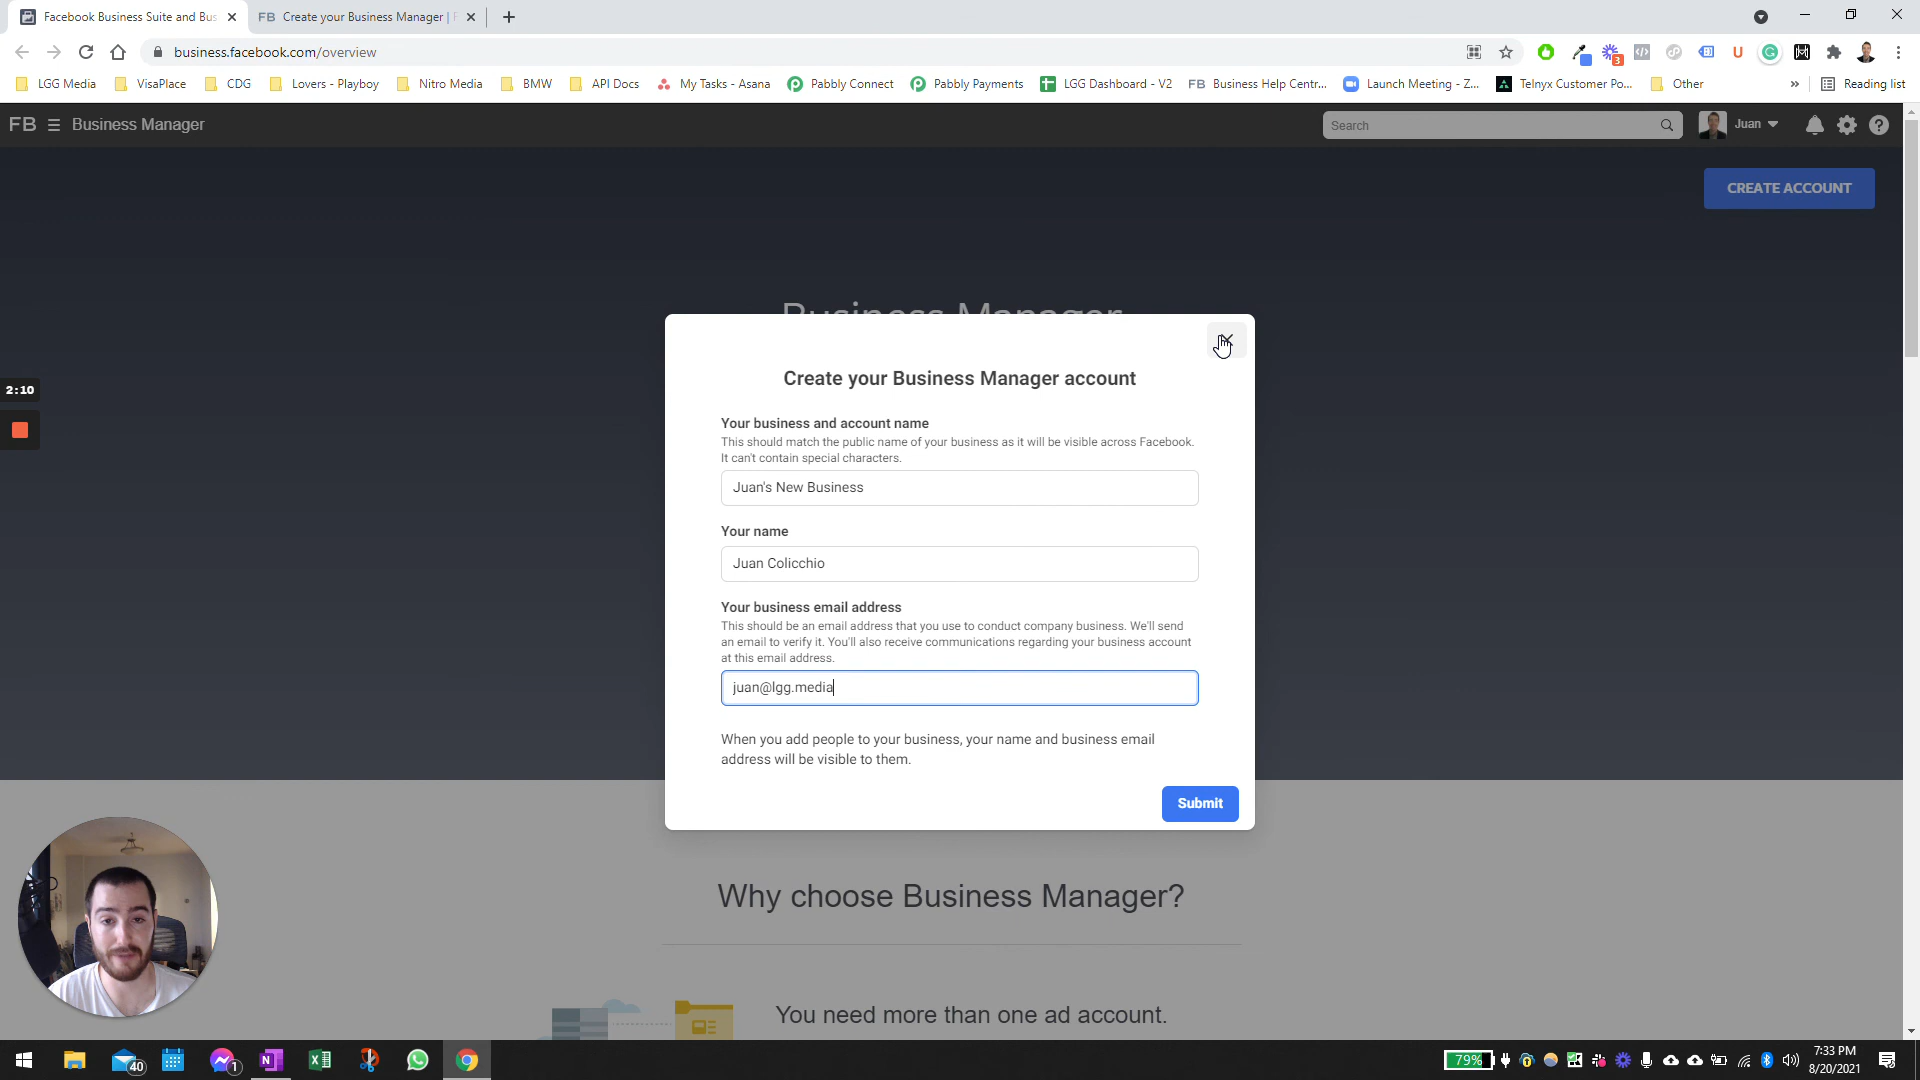 Facebook Business Suite and Bus
FB Create your Business Manager | F
business.facebook.com/overview
3
LGG Media
VisaPlace
CDG
Lovers - Playboy
Nitro Media
BMW
API Docs
My Tasks - Asana
Pabbly Connect
Pabbly Payments
LGG Dashboard - V2
FB Business Help Centr...
Launch Meeting - Z...
Telnyx Customer Po...
Other
»
Reading list
FB Business Manager
Search
Juan
CREATE ACCOUNT
Business Manager
2:10
Create your Business Manager account
Your business and account name
This should match the public name of your business as it will be visible across Facebook.
It can't contain special characters.
Juan's New Business
Your name
Juan Colicchio
Your business email address
This should be an email address that you use to conduct company business. We'll send
an email to verify it. You'll also receive communications regarding your business account
at this email address.
juan@lgg.media
When you add people to your business, your name and business email
address will be visible to them.
Submit
Why choose Business Manager?
You need more than one ad account.
40
1
79%
7:33 PM
8/20/2021